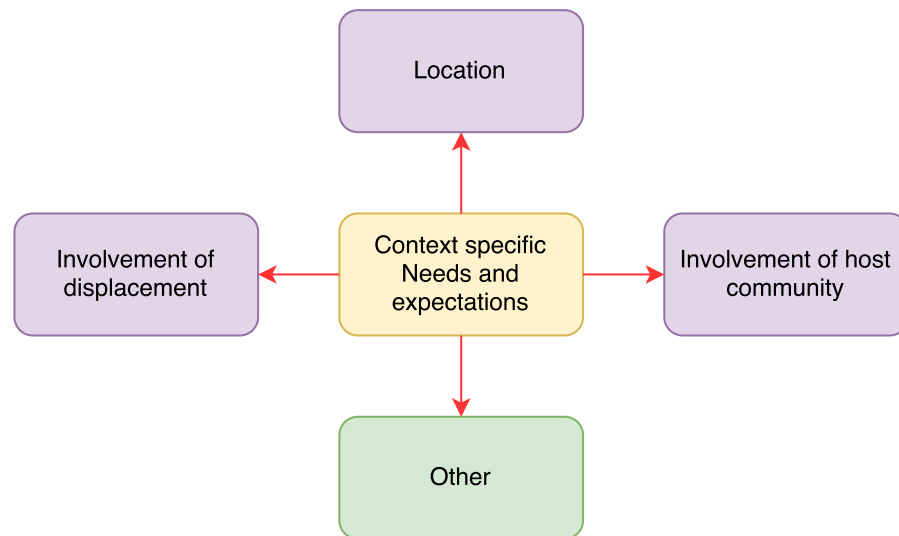 Location
Involvement of
displacement
Context specific
Needs and
expectations
Involvement of host
community
Other